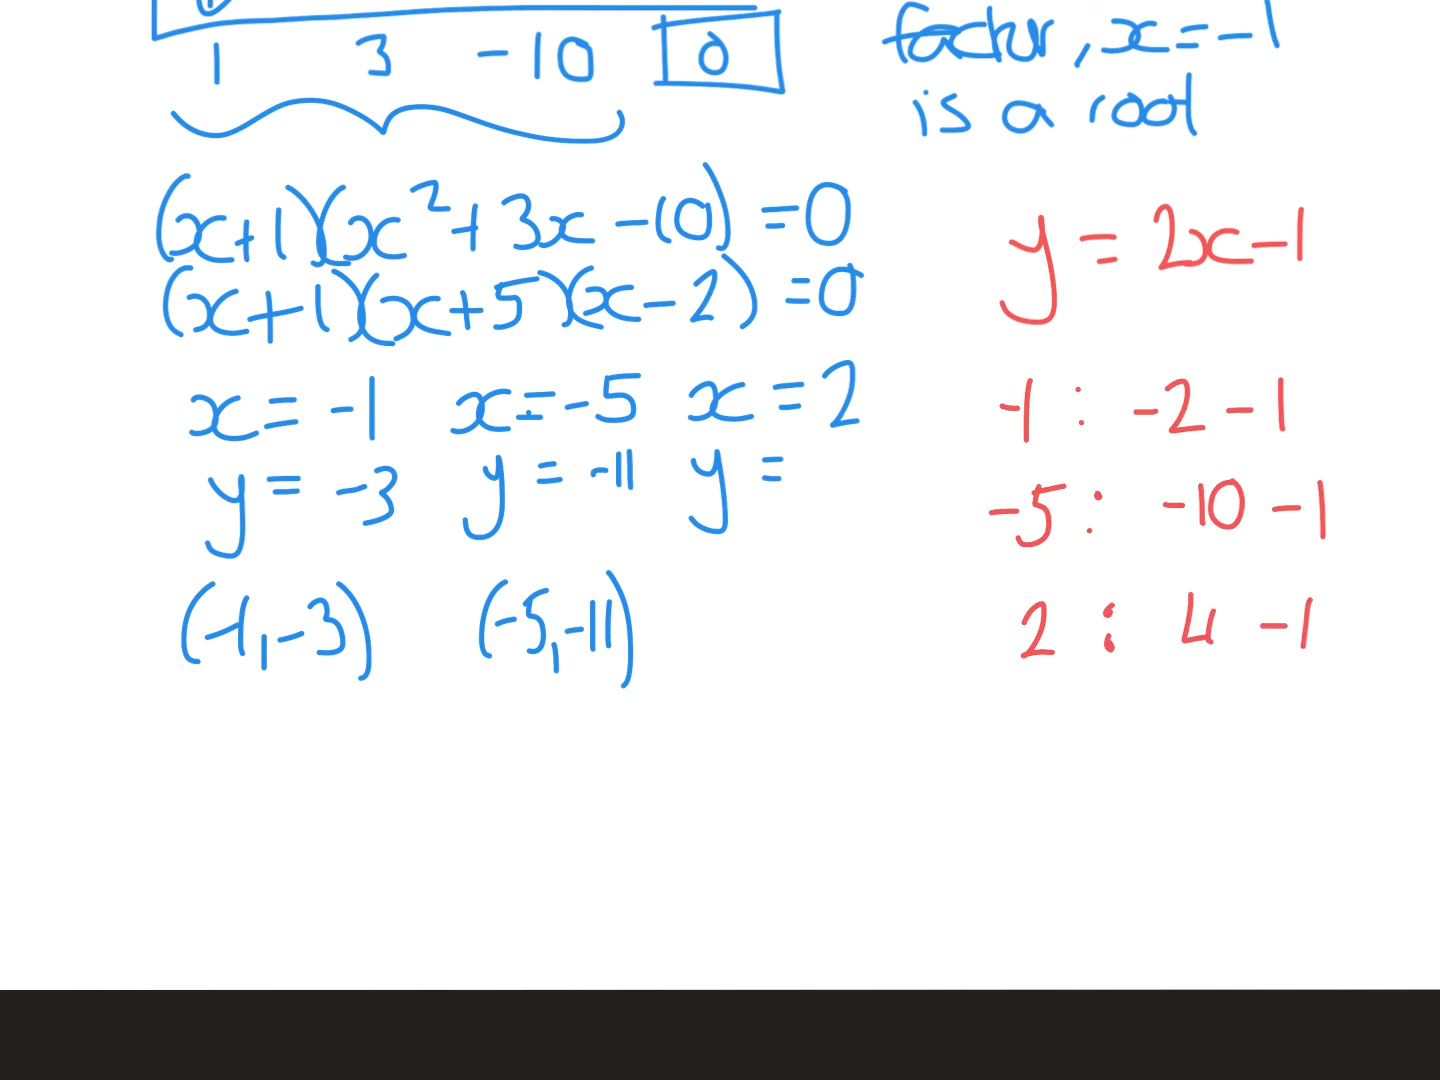 1 3 -10 0
factor, x=-1
is a root
(x+1)(x²+3x-10)=0
(x+1)(x+5)(x-2)=0
x=-1 x=-5 x=2
y=-3 y=-11 y=
(-1,-3) (-5,-11)
y=2x-1
-1: -2-1
-5: -10-1
2: 4-1